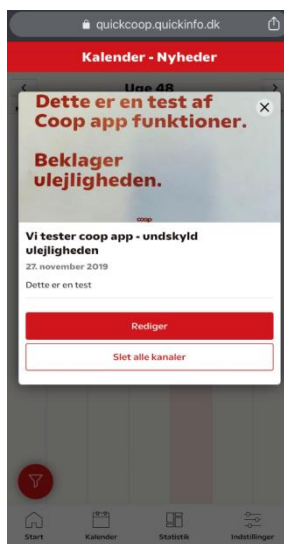 quickcoop.quickinfo.dk
Kalender - Nyheder
Uge 48
Dette er en test af
Coop app funktioner.
Beklager
ulejligheden.
coop
Vi tester coop app - undskyld
ulejligheden
27. november 2019
Dette er en test
Rediger
Slet alle kanaler
Start
Kalender
Statistik
Indstillinger